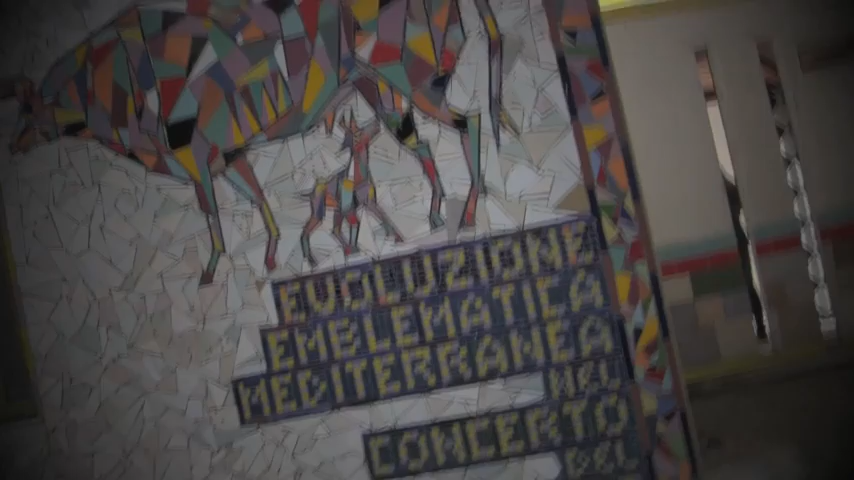 EVOLUZIONE
EMBLEMATICA
MEDITERRANEA
NEL
CONCERTO
DEL